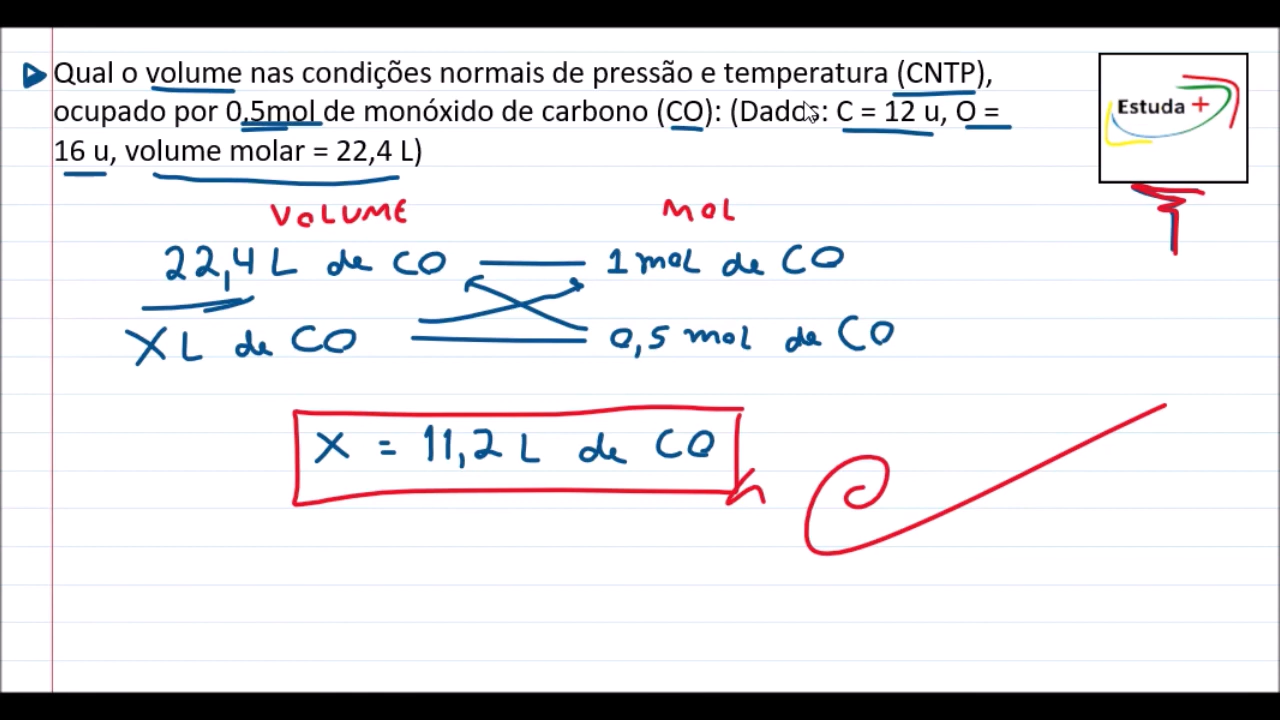 Qual o volume nas condições normais de pressão e temperatura (CNTP),
ocupado por 0,5mol de monóxido de carbono (CO): (Dados: C = 12 u, O =
16 u, volume molar = 22,4 L)
Estuda +
VOLUME MOL
22,4 L de CO 1 mol de CO
X L de CO 0,5 mol de CO
X = 11,2 L de CO